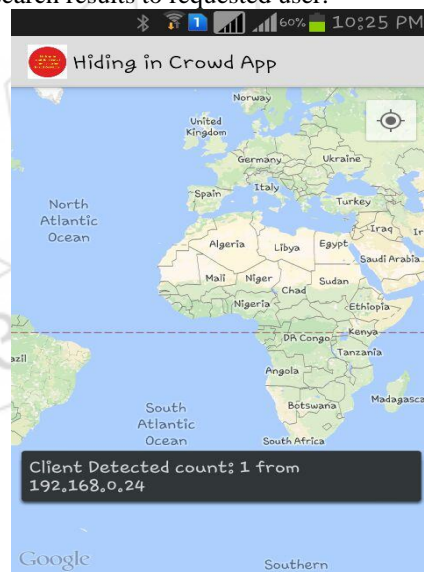 search results to requested user.
1 60% 10:25 PM
Hiding in Crowd App
Norway
United
Kingdom
Germany Ukraine
Spain Italy Turkey
North
Atlantic
Ocean
Iraq Ir
Algeria Libya Egypt
Saudi Arabia
Mali Niger Sudan
Chad
Nigeria Ethiopia
DR Congo Kenya
Tanzania
azil
Angola
Botswana Madagasca
South
Atlantic
Ocean
South Africa
Client Detected count: 1 from
192.168.0.24
Google Southern